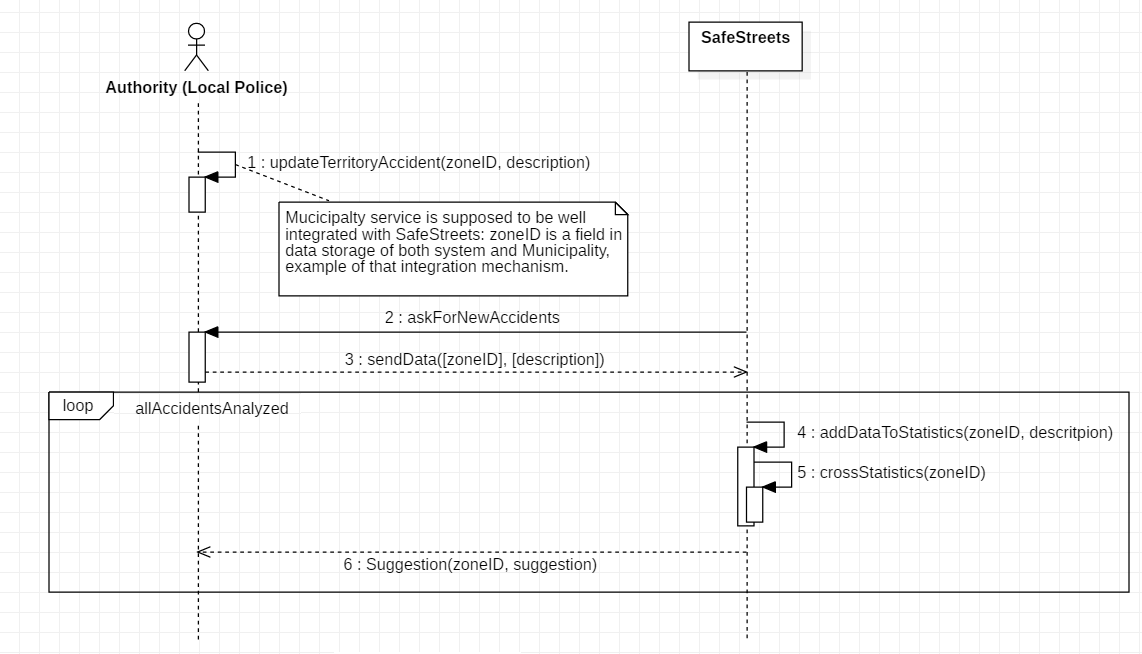 SafeStreets
Authority (Local Police)
1 : updateTerritoryAccident(zoneID, description)
Mucicipalty service is supposed to be well
integrated with SafeStreets: zoneID is a field in
data storage of both system and Municipality,
example of that integration mechanism.
2 : askForNewAccidents
3 : sendData([zoneID], [description])
loop
allAccidentsAnalyzed
4 : addDataToStatistics(zoneID, descritpion)
5 : crossStatistics(zoneID)
6 : Suggestion(zoneID, suggestion)